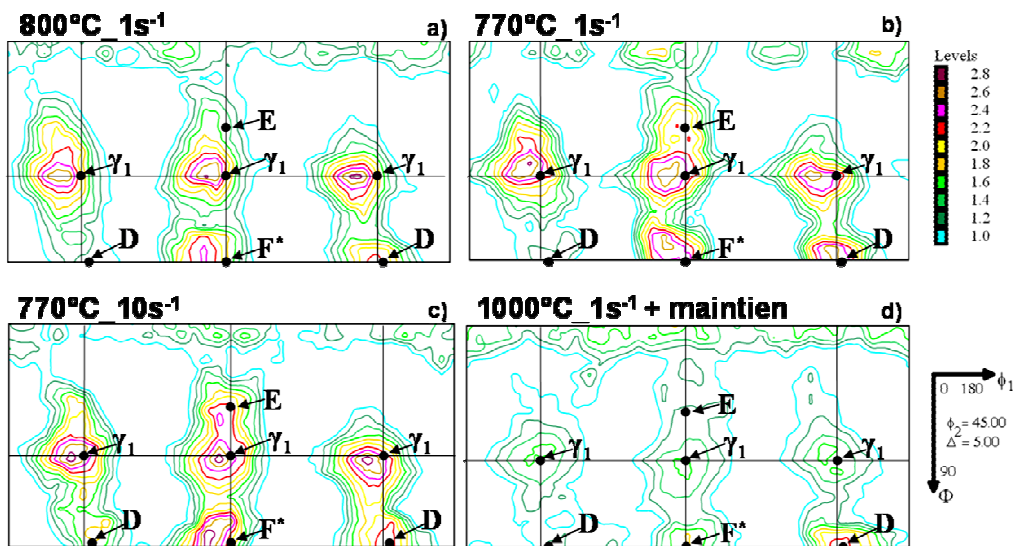 800°C_1s⁻¹ a)
E
γ₁ γ₁ γ₁
D F* D
770°C_1s⁻¹ b)
E
γ₁ γ₁ γ₁
D F* D
Levels
2.8
2.6
2.4
2.2
2.0
1.8
1.6
1.4
1.2
1.0
770°C_10s⁻¹ c)
E
γ₁ γ₁ γ₁
D F* D
1000°C_1s⁻¹ + maintien d)
E
γ₁ γ₁ γ₁
D F* D
0 180 ϕ₁
ϕ₂ = 45.00
Δ = 5.00
90
Φ